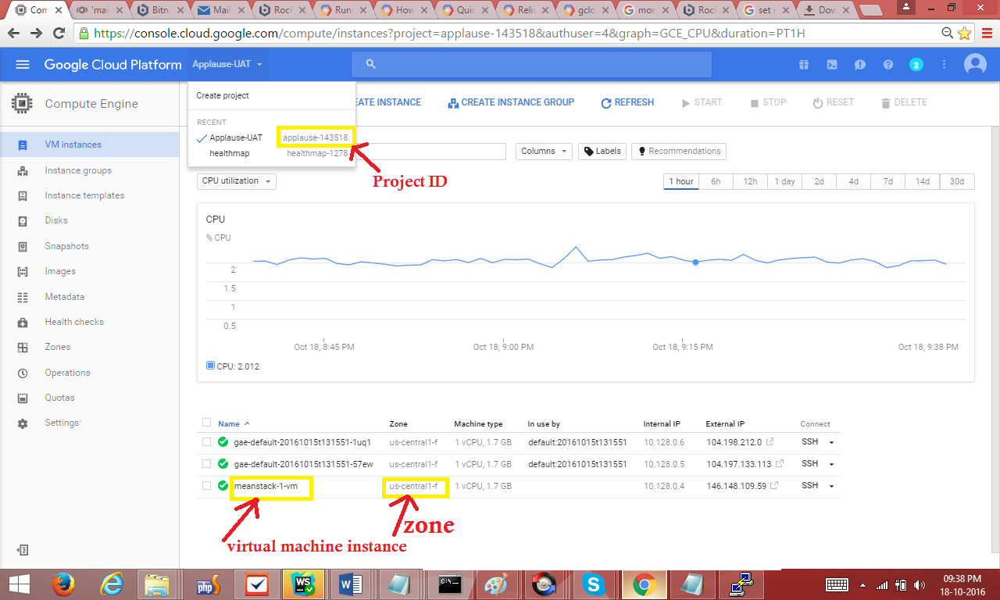 Com
'mail
Bitna
Mail
Rock
Runn
How
Quic
Relia
gclou
mon
Rock
set r
Dow
https://console.cloud.google.com/compute/instances?project=applause-143518&authuser=4&graph=GCE_CPU&duration=PT1H
Google Cloud Platform Applause-UAT 2
Compute Engine
Create project
EATE INSTANCE CREATE INSTANCE GROUP REFRESH START STOP RESET DELETE
RECENT
Applause-UAT applause-143518
healthmap healthmap-1278
Columns Labels Recommendations
Project ID
VM instances
Instance groups
Instance templates
Disks
Snapshots
Images
Metadata
Health checks
Zones
Operations
Quotas
Settings
CPU utilization 1 hour 6h 12h 1 day 2d 4d 7d 14d 30d
CPU
% CPU
2
1.5
1
0.5
Oct 18, 8:45 PM Oct 18, 9:00 PM Oct 18, 9:15 PM Oct 18, 9:38 PM
CPU: 2.012
Name Zone Machine type In use by Internal IP External IP Connect
gae-default-20161015t131551-1uq1 us-central1-f 1 vCPU, 1.7 GB default:20161015t131551 10.128.0.6 104.198.212.0 SSH
gae-default-20161015t131551-57ew us-central1-f 1 vCPU, 1.7 GB default:20161015t131551 10.128.0.5 104.197.133.113 SSH
meanstack-1-vm us-central1-f 1 vCPU, 1.7 GB 10.128.0.4 146.148.109.59 SSH
zone
virtual machine instance
php5
WS
C:\_
09:38 PM
18-10-2016